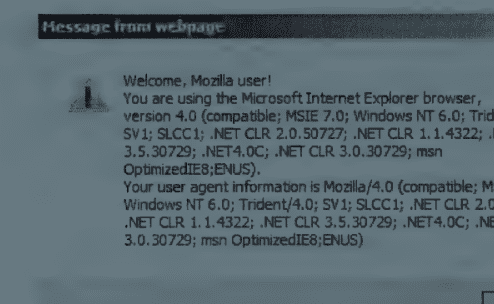 Message from webpage
Welcome, Mozilla user!
You are using the Microsoft Internet Explorer browser,
version 4.0 (compatible; MSIE 7.0; Windows NT 6.0; Trid
SV1; SLCC1; .NET CLR 2.0.50727; .NET CLR 1.1.4322; .
3.5.30729; .NET4.0C; .NET CLR 3.0.30729; msn
OptimizedIE8;ENUS).
Your user agent information is Mozilla/4.0 (compatible; M
Windows NT 6.0; Trident/4.0; SV1; SLCC1; .NET CLR 2.0
.NET CLR 1.1.4322; .NET CLR 3.5.30729; .NET4.0C; .NE
3.0.30729; msn OptimizedIE8;ENUS)